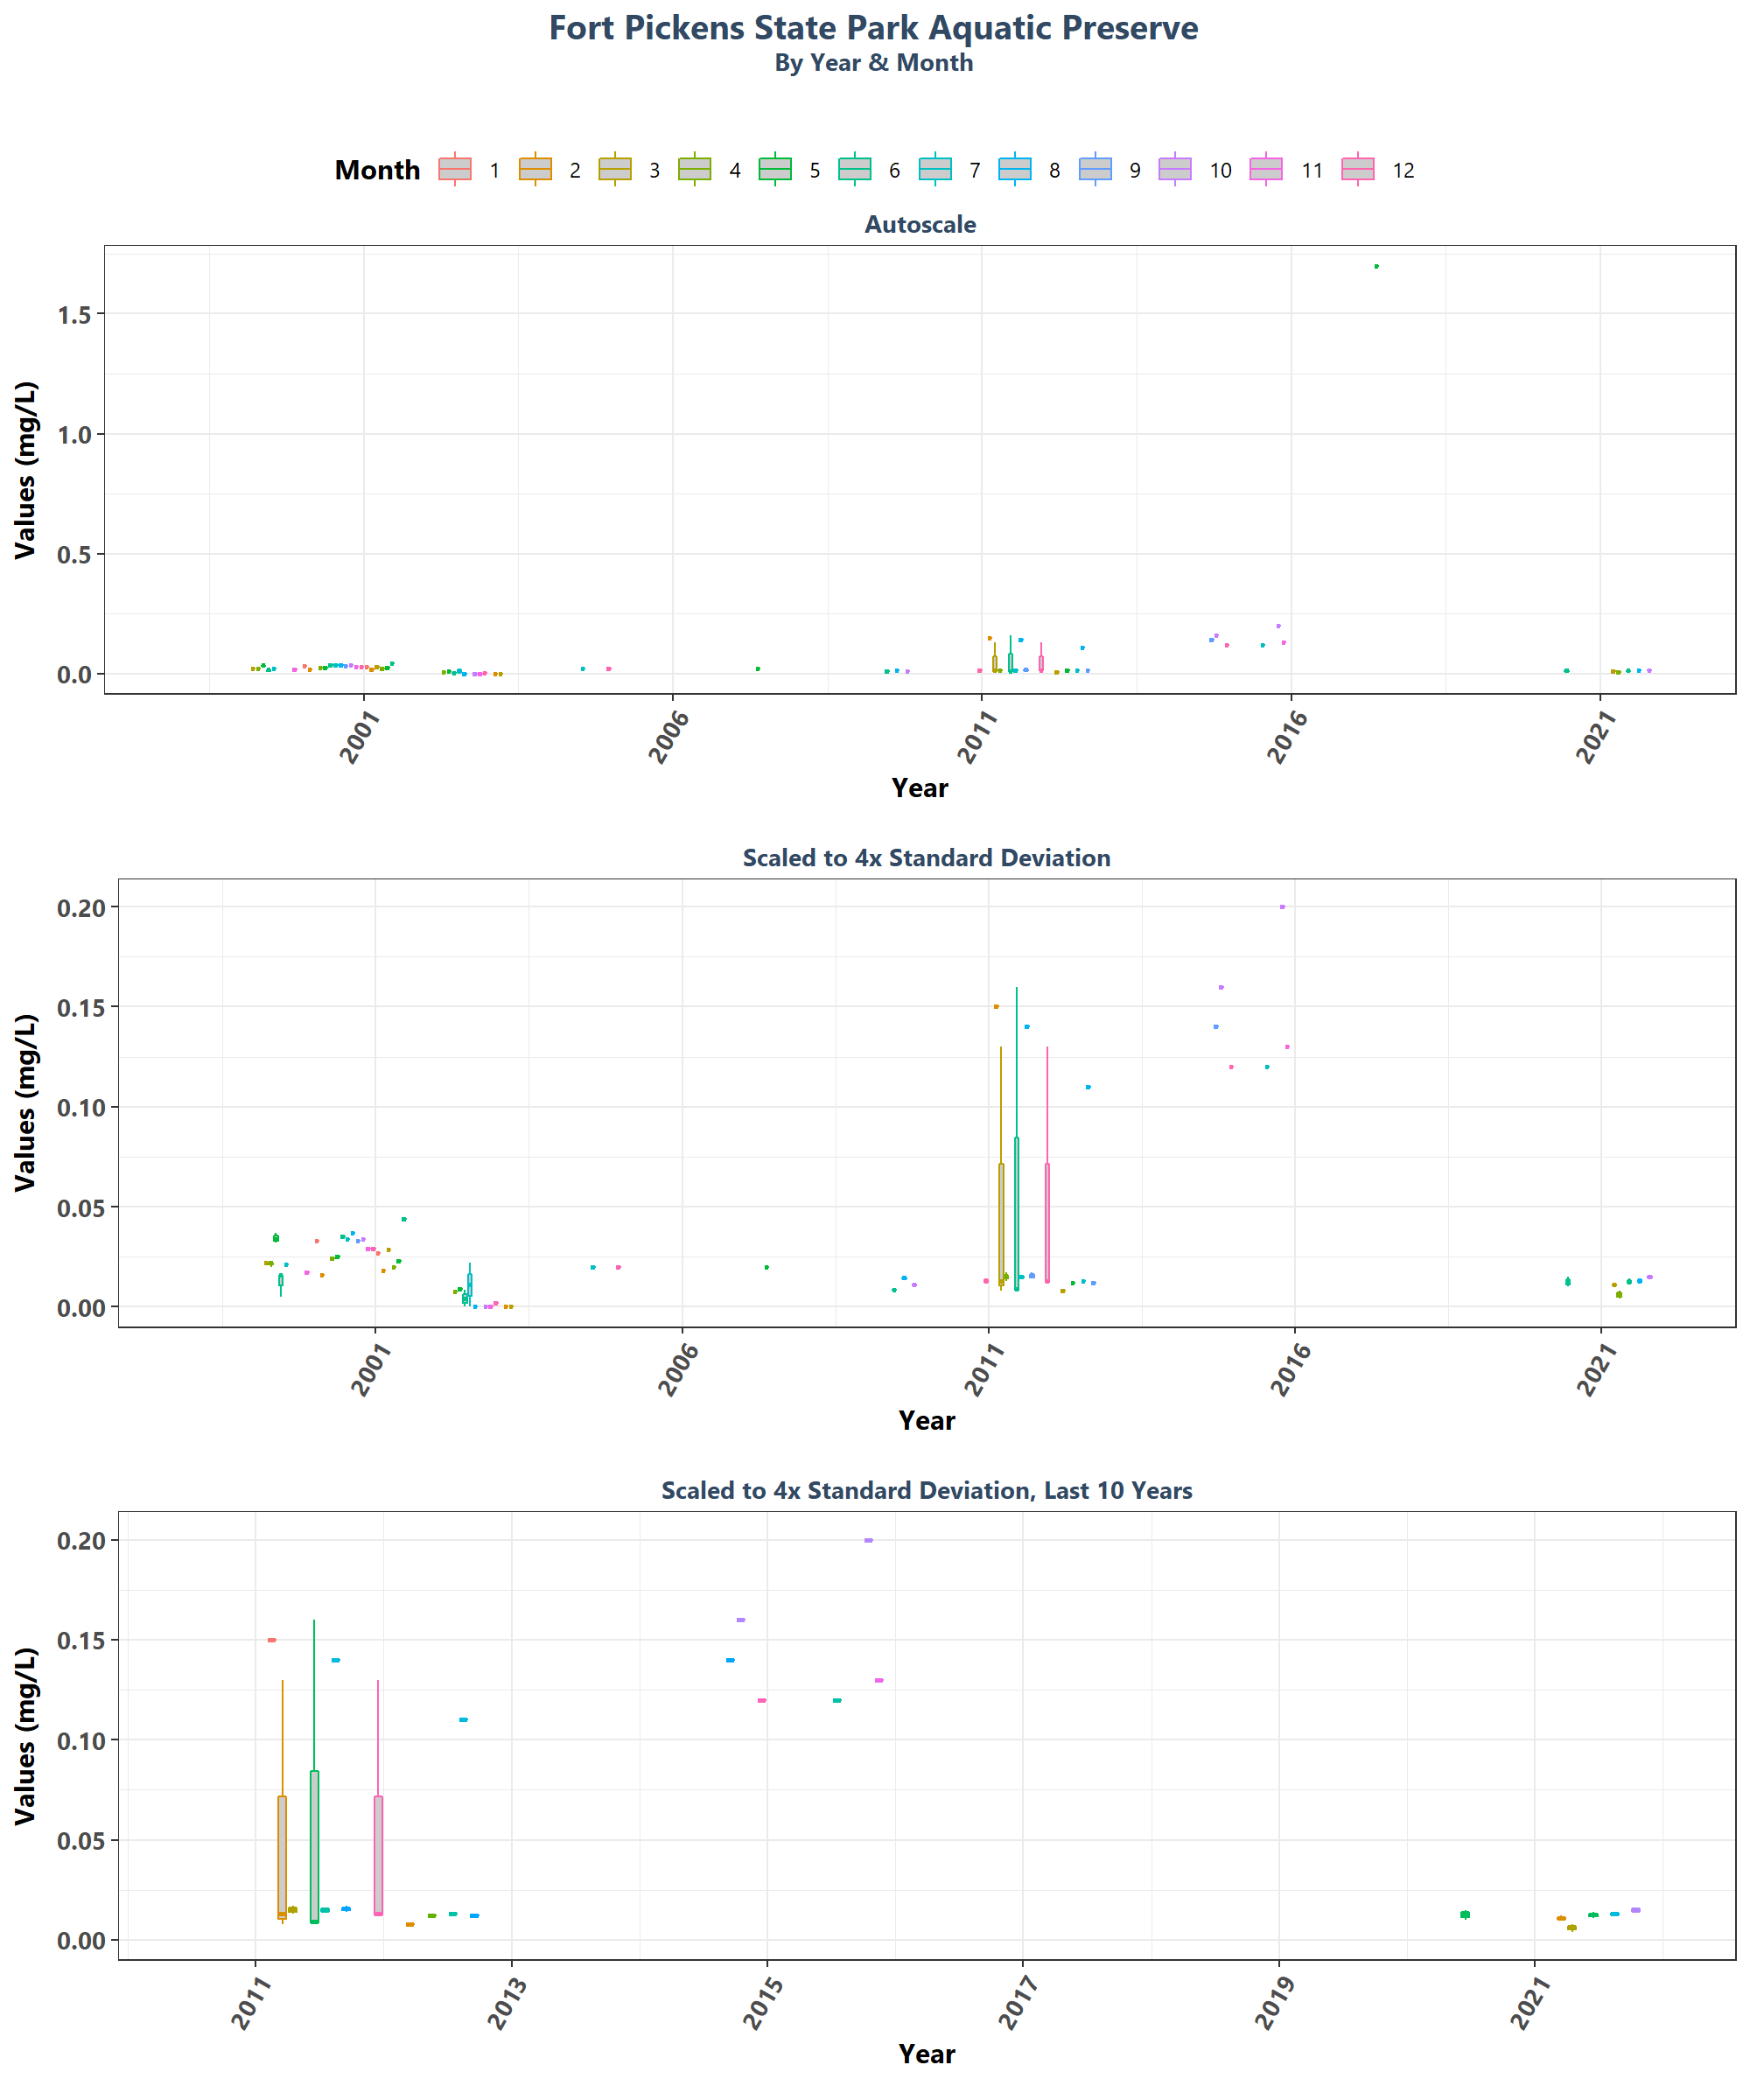 Fort Pickens State Park Aquatic Preserve
By Year & Month
Month 1 2 3 4 5 6 7 8 9 10 11 12
Autoscale
Values (mg/L)
1.5
1.0
0.5
0.0
2001 2006 2011 2016 2021
Year
Scaled to 4x Standard Deviation
Values (mg/L)
0.20
0.15
0.10
0.05
0.00
2001 2006 2011 2016 2021
Year
Scaled to 4x Standard Deviation, Last 10 Years
Values (mg/L)
0.20
0.15
0.10
0.05
0.00
2011 2013 2015 2017 2019 2021
Year